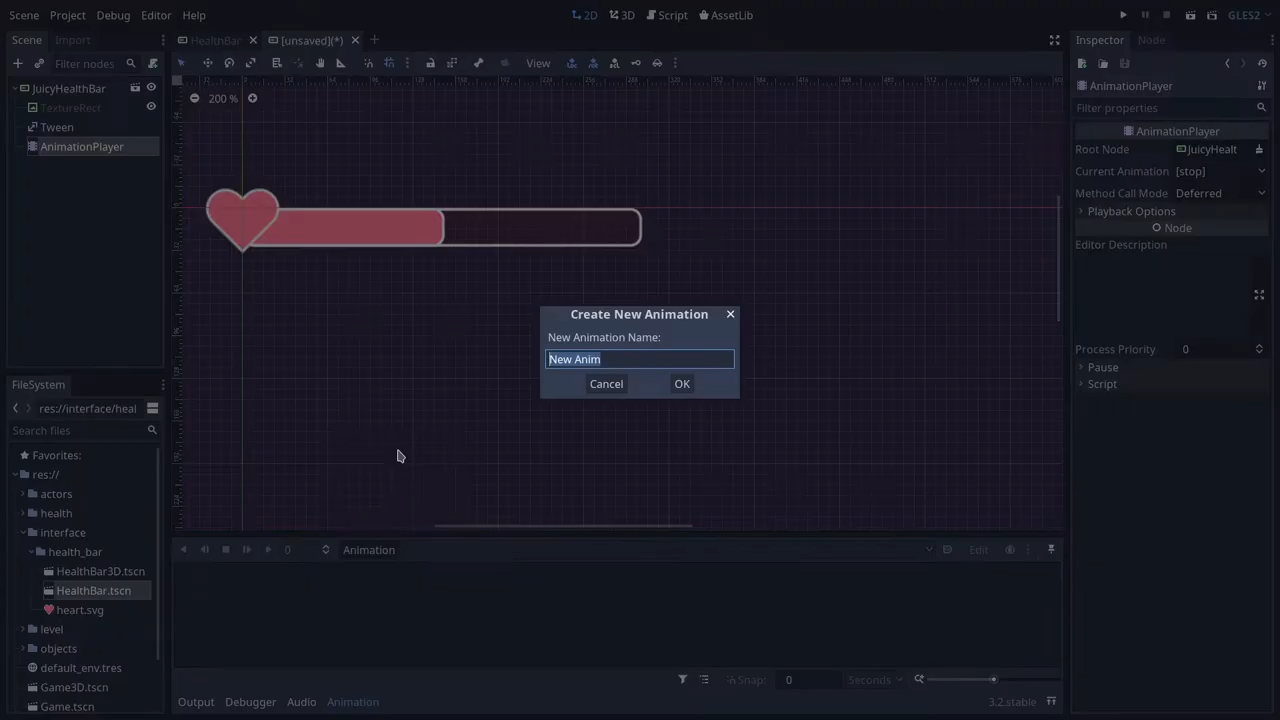 Scene Project Debug Editor Help
2D 3D Script AssetLib
GLES2
Scene Import
HealthBar [unsaved](*)
Inspector Node
Filter nodes
View
JuicyHealthBar
TextureRect
Tween
AnimationPlayer
200 %
AnimationPlayer
Filter properties
AnimationPlayer
Root Node JuicyHealt
Current Animation [stop]
Method Call Mode Deferred
Playback Options
Node
Editor Description
Process Priority 0
Pause
Script
Create New Animation
New Animation Name:
New Anim
Cancel OK
FileSystem
res://interface/heal
Search files
Favorites:
res://
actors
health
interface
health_bar
HealthBar3D.tscn
HealthBar.tscn
heart.svg
level
objects
default_env.tres
Game3D.tscn
Game.tscn
0 Animation Edit
Snap: 0 Seconds
Output Debugger Audio Animation
3.2.stable